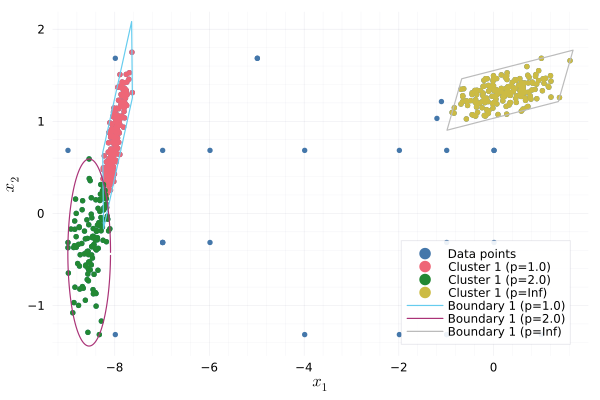 2
1
0
−1
x₂
−8
−6
−4
−2
0
x₁
Data points
Cluster 1 (p=1.0)
Cluster 1 (p=2.0)
Cluster 1 (p=Inf)
Boundary 1 (p=1.0)
Boundary 1 (p=2.0)
Boundary 1 (p=Inf)